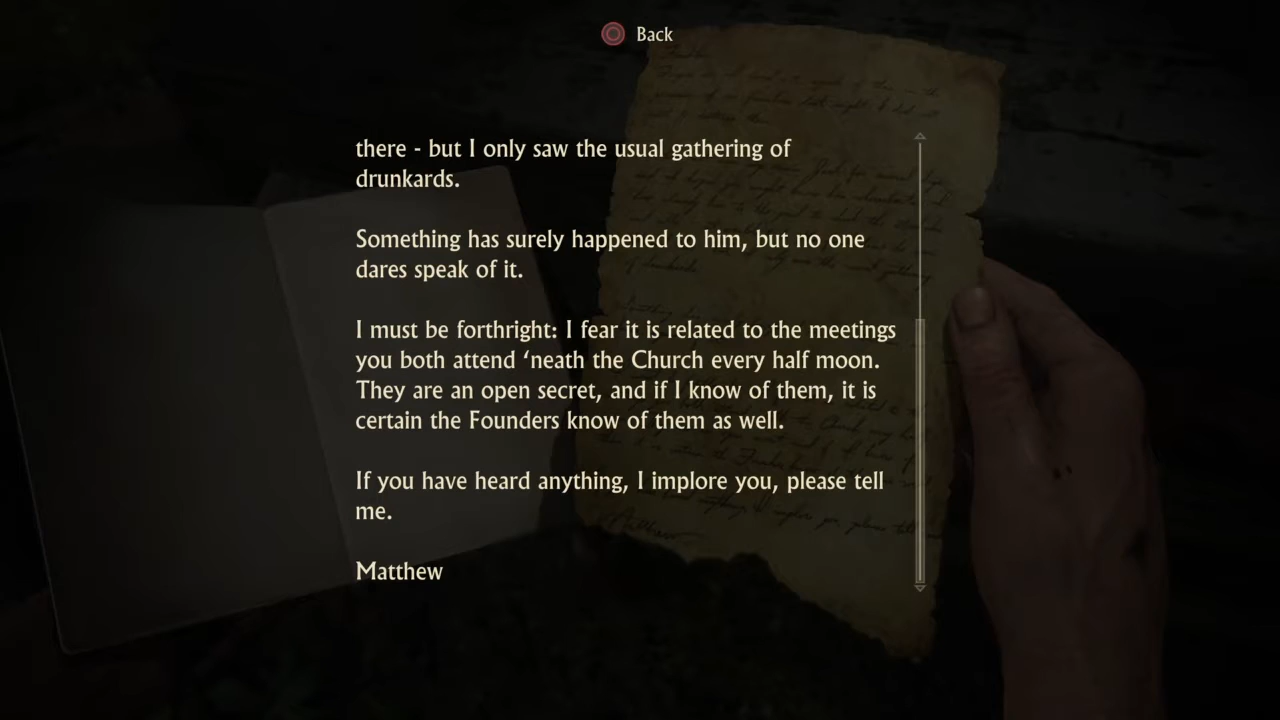 Back
there - but I only saw the usual gathering of
drunkards.
Something has surely happened to him, but no one
dares speak of it.
I must be forthright: I fear it is related to the meetings
you both attend ‘neath the Church every half moon.
They are an open secret, and if I know of them, it is
certain the Founders know of them as well.
If you have heard anything, I implore you, please tell
me.
Matthew